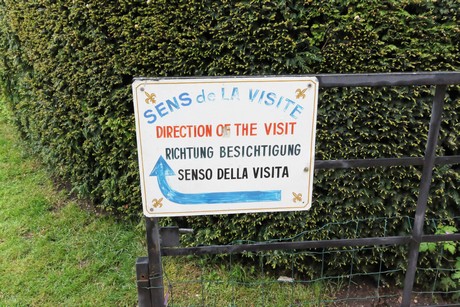 SENS de LA VISITE
DIRECTION OF THE VISIT
RICHTUNG BESICHTIGUNG
SENSO DELLA VISITA